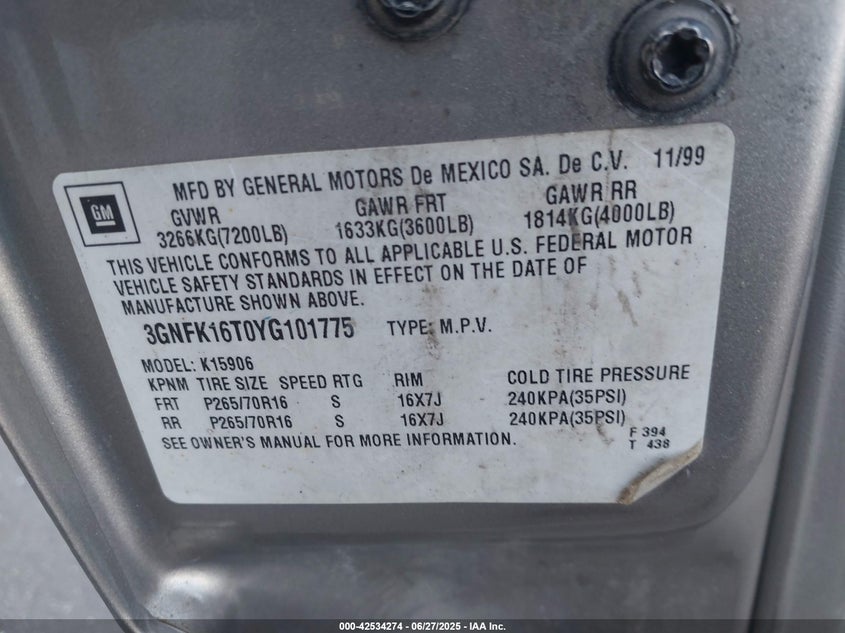 GM
MFD BY GENERAL MOTORS De MEXICO SA. De C.V. 11/99
GVWR GAWR FRT GAWR RR
3266KG(7200LB) 1633KG(3600LB) 1814KG(4000LB)
THIS VEHICLE CONFORMS TO ALL APPLICABLE U.S. FEDERAL MOTOR
VEHICLE SAFETY STANDARDS IN EFFECT ON THE DATE OF
MANUFACTURE SHOWN ABOVE.
3GNFK16T0YG101775 TYPE: M.P.V.
MODEL: K15906
KPNM TIRE SIZE SPEED RTG RIM COLD TIRE PRESSURE
FRT P265/70R16 S 16X7J 240KPA(35PSI)
RR P265/70R16 S 16X7J 240KPA(35PSI)
SEE OWNER'S MANUAL FOR MORE INFORMATION.
F 394
T 438
000-42534274 / 06/27/2025 - IAA Inc.